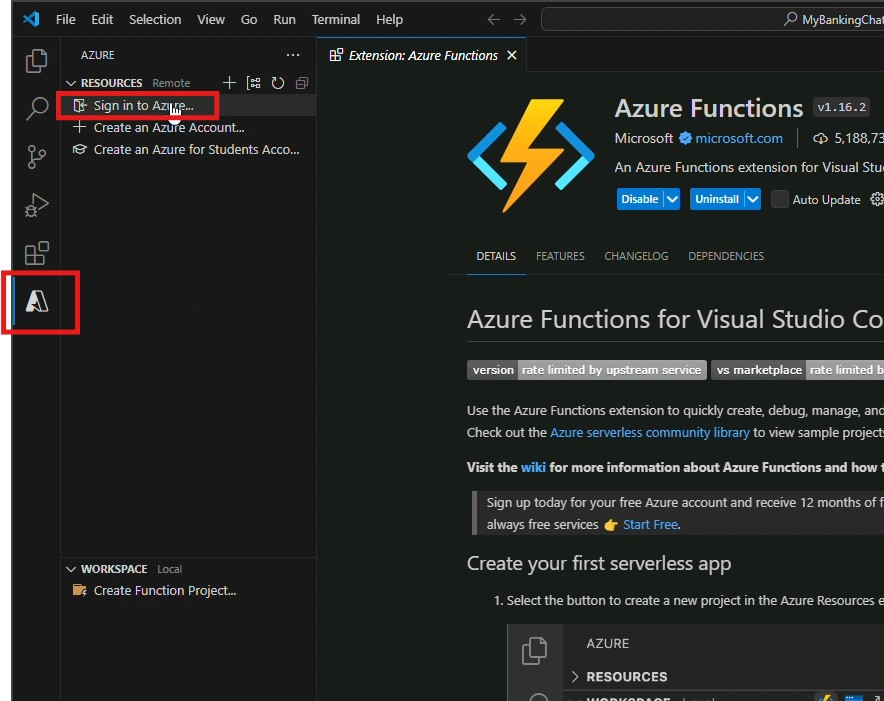 File Edit Selection View Go Run Terminal Help
MyBankingChat
AZURE
Extension: Azure Functions
RESOURCES Remote
Sign in to Azure...
Create an Azure Account...
Create an Azure for Students Acco...
Azure Functions v1.16.2
Microsoft microsoft.com 5,188,73
An Azure Functions extension for Visual Stu
Disable Uninstall Auto Update
DETAILS FEATURES CHANGELOG DEPENDENCIES
Azure Functions for Visual Studio Co
version rate limited by upstream service vs marketplace rate limited b
Use the Azure Functions extension to quickly create, debug, manage, and
Check out the Azure serverless community library to view sample projects
Visit the wiki for more information about Azure Functions and how t
Sign up today for your free Azure account and receive 12 months of f
always free services 👉 Start Free.
Create your first serverless app
WORKSPACE Local
Create Function Project...
1. Select the button to create a new project in the Azure Resources e
AZURE
RESOURCES
WORKSPACE Local